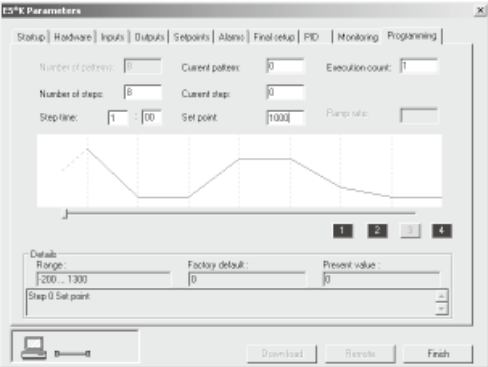 ES*K Parameters
Startup Hardware Inputs Outputs Setpoints Alarms Final setup PID Monitoring Programming
Number of patterns: 8 Current pattern: 0 Execution count: 1
Number of steps: 8 Current step: 0
Step time: 1 : 00 Set point 1000 Ramp rate:
1 2 3 4
Details
Range : Factory default : Present value :
-200... 1300 0 0
Step 0 Set point
Download Remote Finish